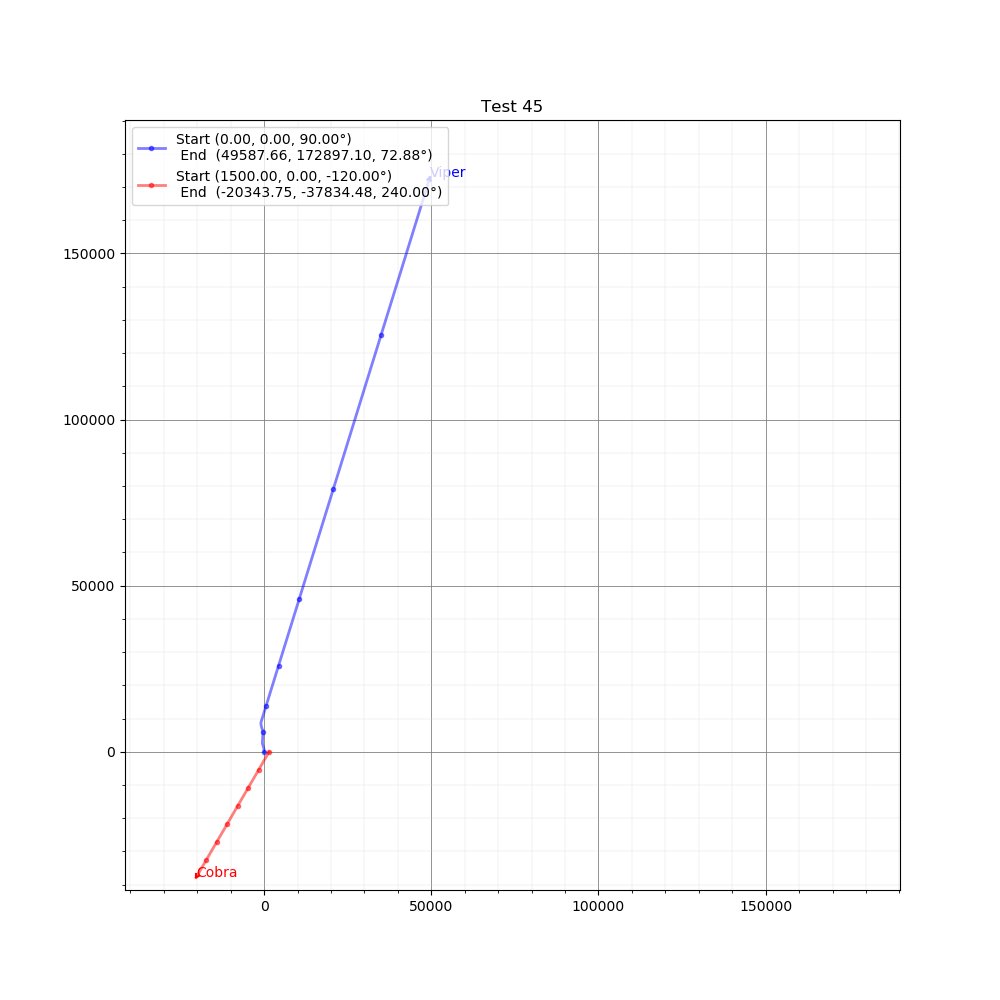 Test 45
Start (0.00, 0.00, 90.00°)
End  (49587.66, 172897.10, 72.88°)
Start (1500.00, 0.00, -120.00°)
End  (-20343.75, -37834.48, 240.00°)
Viper
150000
100000
50000
0
Cobra
0
50000
100000
150000